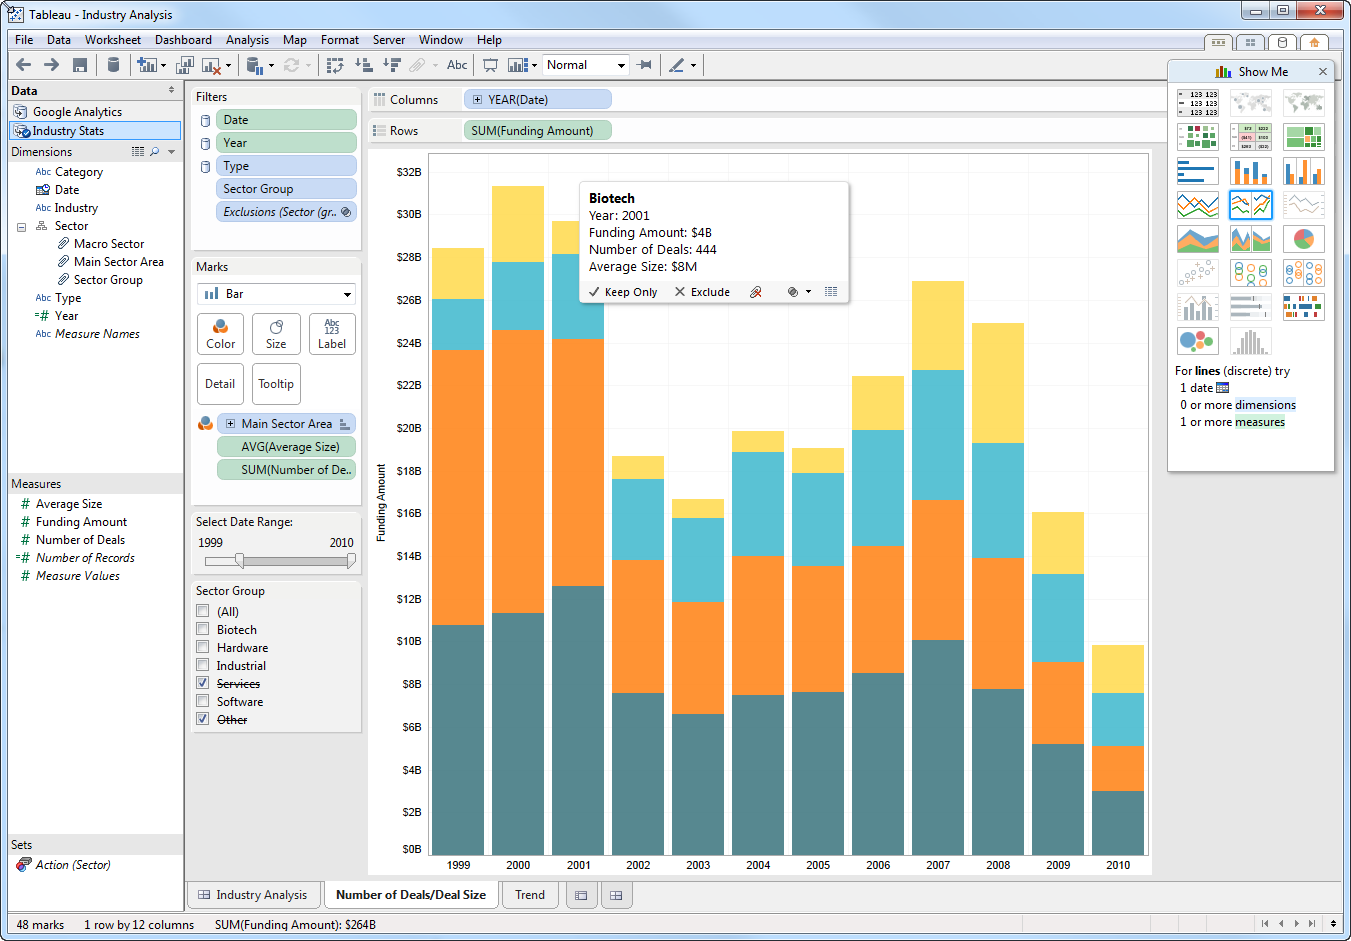 Tableau - Industry Analysis
File Data Worksheet Dashboard Analysis Map Format Server Window Help
Abc Normal
Data
Google Analytics
Industry Stats
Dimensions
Abc Category
Date
Abc Industry
Sector
Macro Sector
Main Sector Area
Sector Group
Abc Type
=# Year
Abc Measure Names
Measures
# Average Size
# Funding Amount
# Number of Deals
=# Number of Records
# Measure Values
Sets
Action (Sector)
Filters
Date
Year
Type
Sector Group
Exclusions (Sector (gr..
Marks
Bar
Color
Size
Abc
123
Label
Detail
Tooltip
Main Sector Area
AVG(Average Size)
SUM(Number of De..
Select Date Range:
1999 2010
Sector Group
(All)
Biotech
Hardware
Industrial
Services
Software
Other
Columns YEAR(Date)
Rows SUM(Funding Amount)
Funding Amount
$32B
$30B
$28B
$26B
$24B
$22B
$20B
$18B
$16B
$14B
$12B
$10B
$8B
$6B
$4B
$2B
$0B
1999 2000 2001 2002 2003 2004 2005 2006 2007 2008 2009 2010
Biotech
Year: 2001
Funding Amount: $4B
Number of Deals: 444
Average Size: $8M
Keep Only Exclude
Show Me
123 123
123 123
123 123
For lines (discrete) try
1 date
0 or more dimensions
1 or more measures
Industry Analysis Number of Deals/Deal Size Trend
48 marks 1 row by 12 columns SUM(Funding Amount): $264B